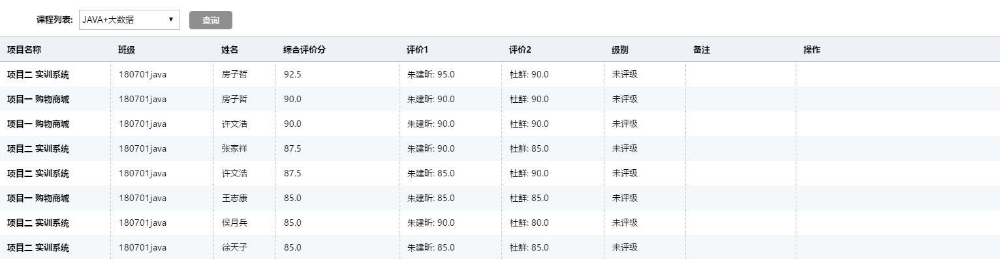 课程列表: JAVA+大数据 查询
项目名称 班级 姓名 综合评价分 评价1 评价2 级别 备注 操作
项目二 实训系统 180701java 房子哲 92.5 朱建昕: 95.0 杜鲜: 90.0 未评级
项目一 购物商城 180701java 房子哲 90.0 朱建昕: 90.0 杜鲜: 90.0 未评级
项目一 购物商城 180701java 许文浩 90.0 朱建昕: 90.0 杜鲜: 90.0 未评级
项目二 实训系统 180701java 张家祥 87.5 朱建昕: 90.0 杜鲜: 85.0 未评级
项目二 实训系统 180701java 许文浩 87.5 朱建昕: 85.0 杜鲜: 90.0 未评级
项目一 购物商城 180701java 王志康 85.0 朱建昕: 85.0 杜鲜: 85.0 未评级
项目二 实训系统 180701java 侯月兵 85.0 朱建昕: 90.0 杜鲜: 80.0 未评级
项目二 实训系统 180701java 徐天子 85.0 朱建昕: 85.0 杜鲜: 85.0 未评级